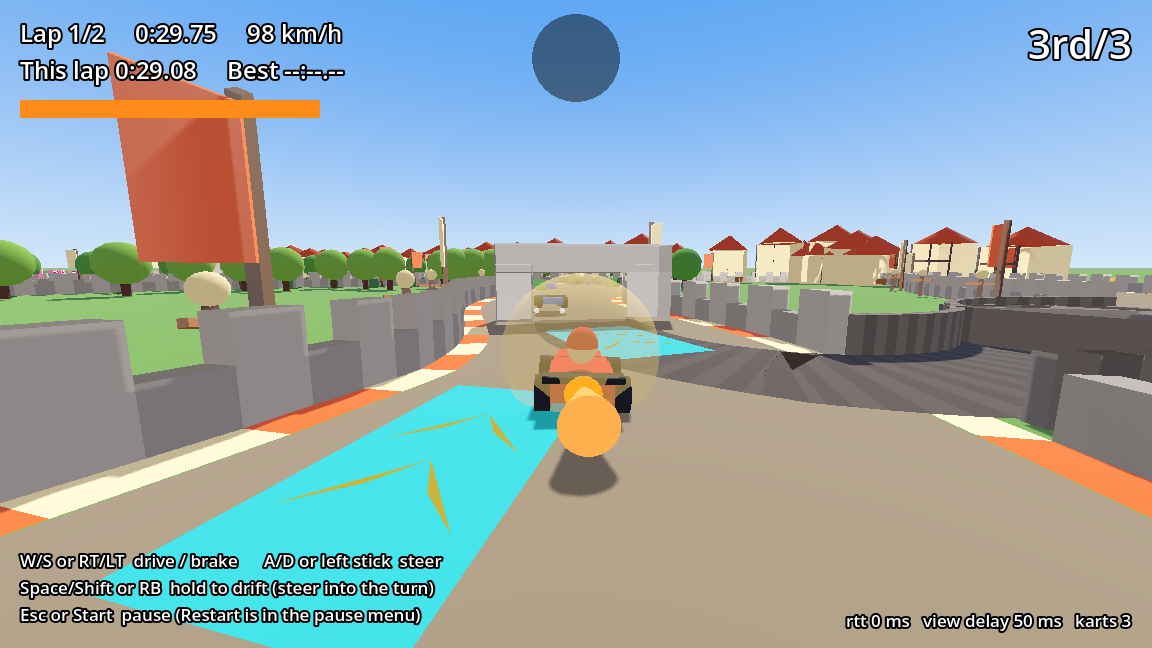 Lap 1/2 0:29.75 98 km/h
3rd/3
This lap 0:29.08 Best --:--.--
W/S or RT/LT drive / brake A/D or left stick steer
Space/Shift or RB hold to drift (steer into the turn)
Esc or Start pause (Restart is in the pause menu)
rtt 0 ms view delay 50 ms karts 3